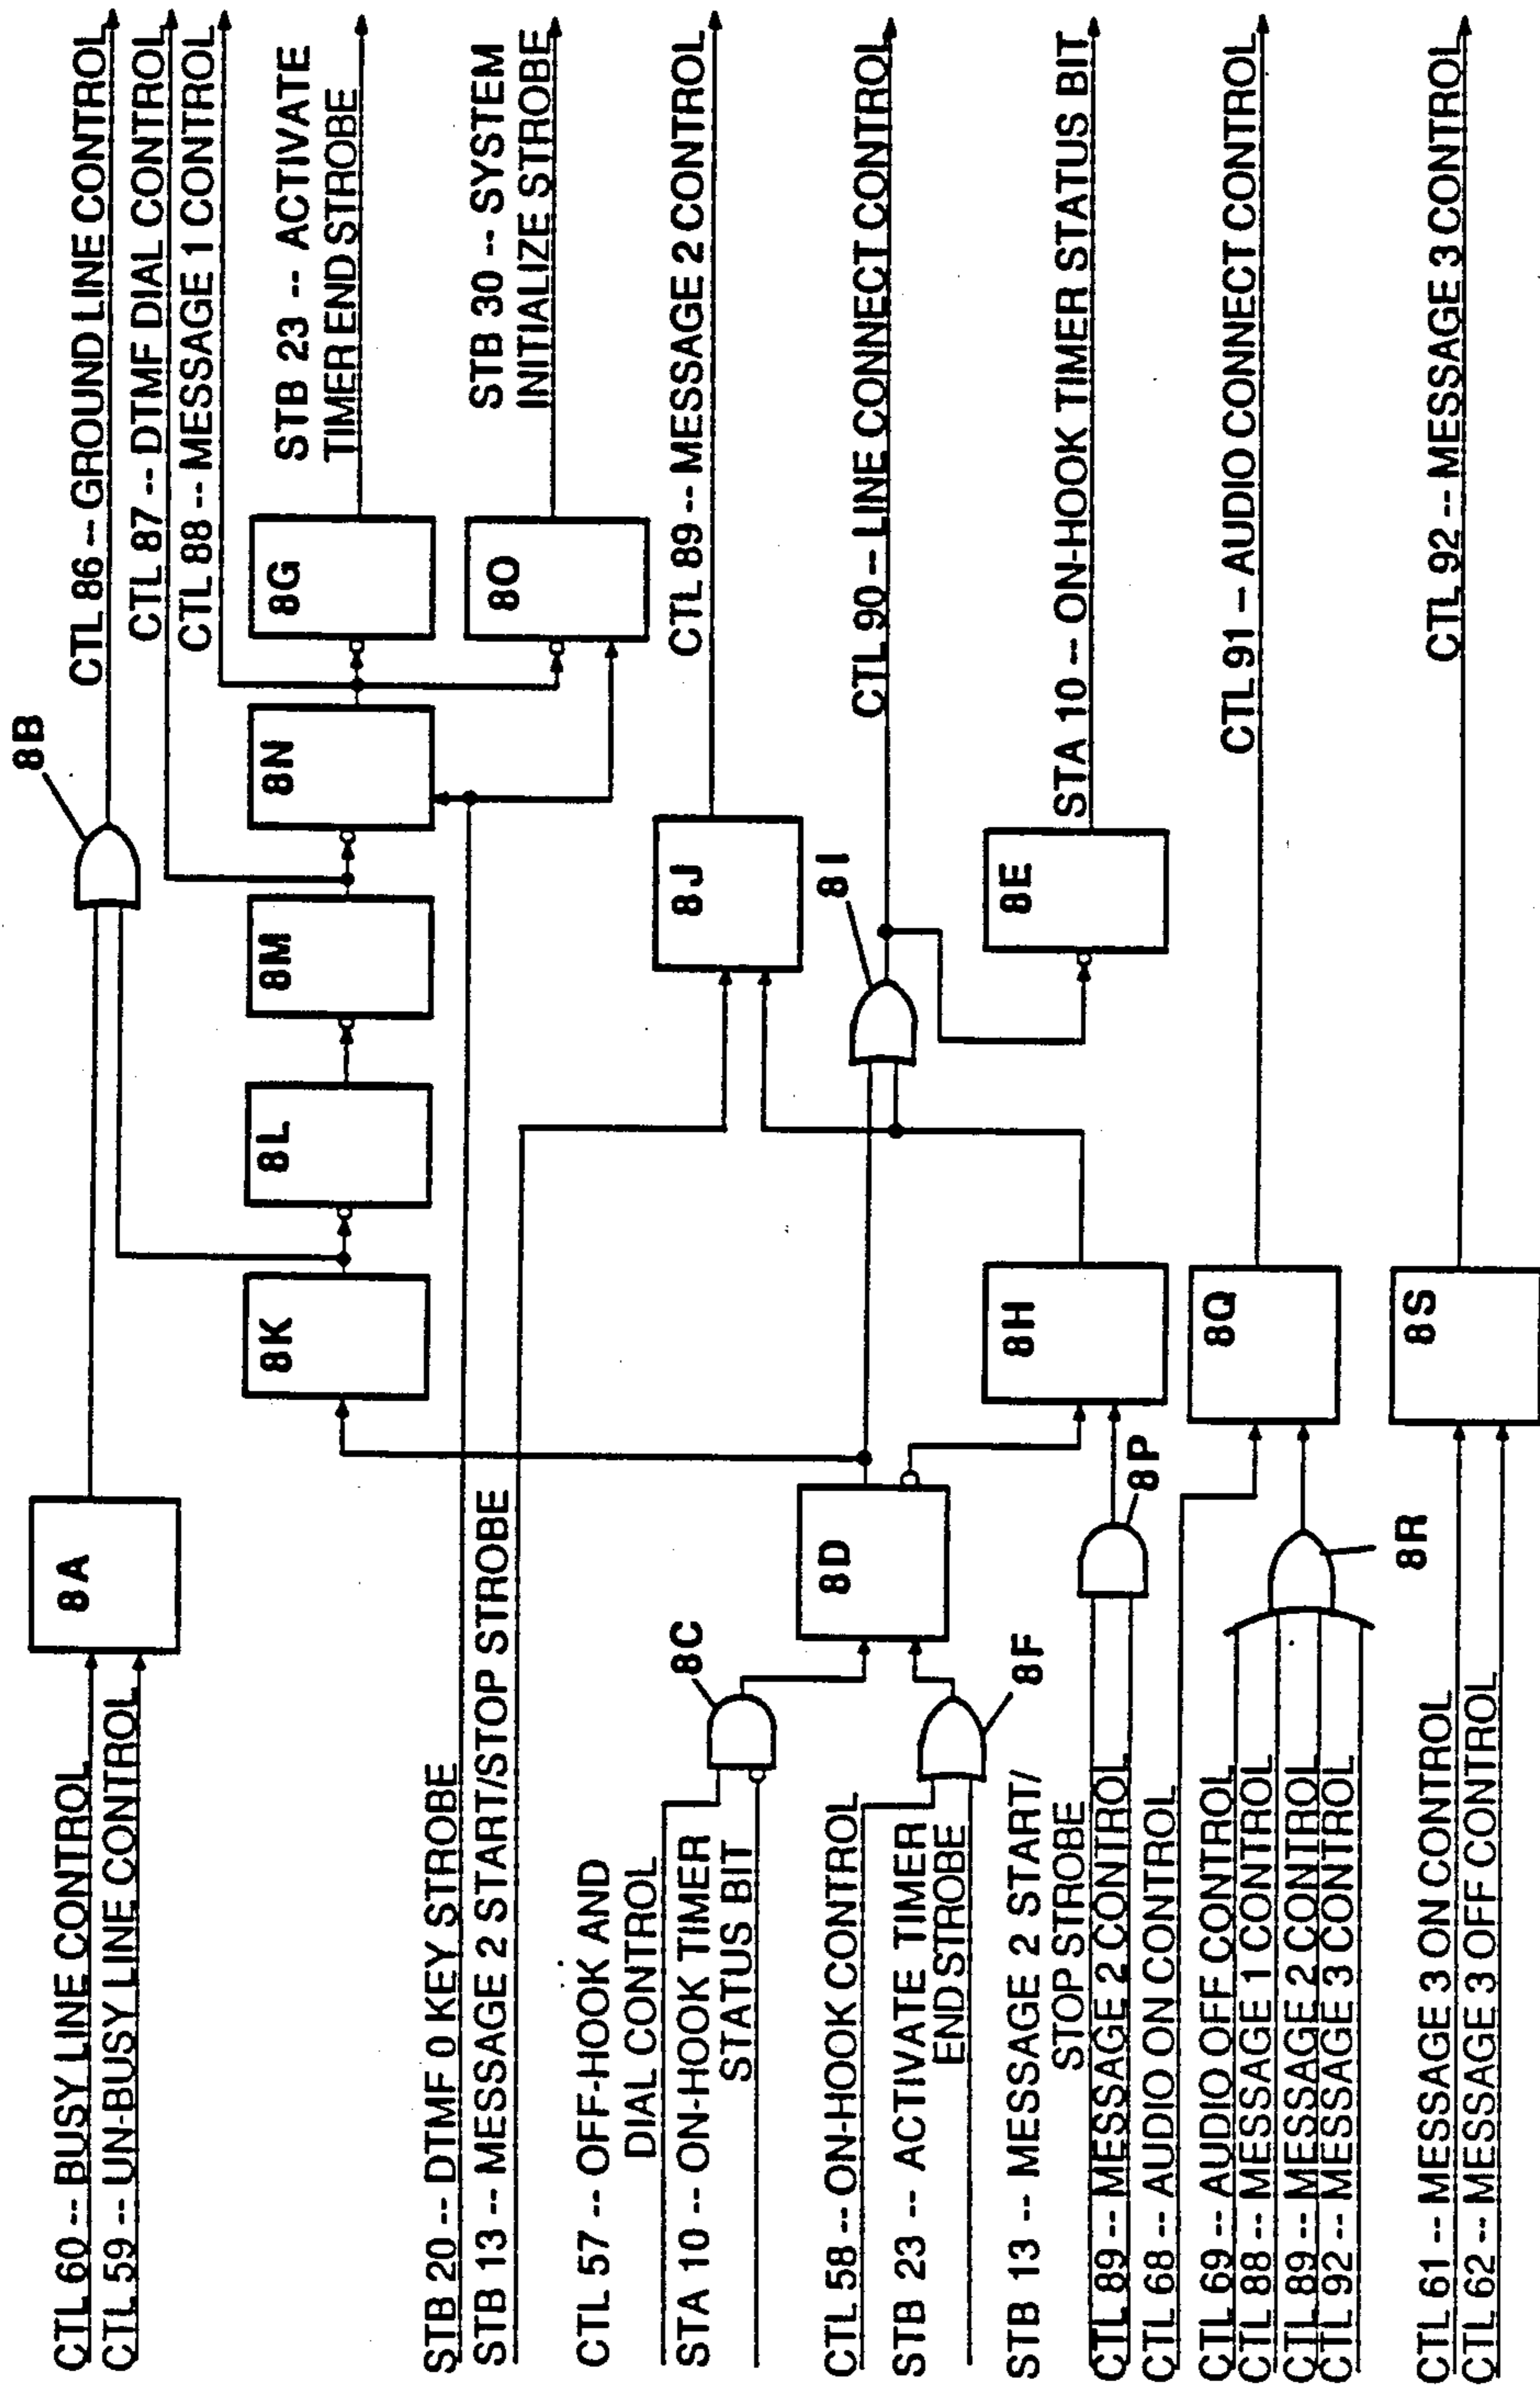 CTL 60 -- BUSY LINE CONTROL
CTL 59 -- UN-BUSY LINE CONTROL
8A
8B
CTL 86 -- GROUND LINE CONTROL
CTL 87 -- DTMF DIAL CONTROL
CTL 88 -- MESSAGE 1 CONTROL
8K
8L
8M
8N
8G
STB 23 -- ACTIVATE
TIMER END STROBE
8O
STB 30 -- SYSTEM
INITIALIZE STROBE
STB 20 -- DTMF 0 KEY STROBE
STB 13 -- MESSAGE 2 START/STOP STROBE
8J
CTL 89 -- MESSAGE 2 CONTROL
CTL 57 -- OFF-HOOK AND
DIAL CONTROL
STA 10 -- ON-HOOK TIMER
STATUS BIT
8C
8D
8I
CTL 90 -- LINE CONNECT CONTROL
CTL 58 -- ON-HOOK CONTROL
STB 23 -- ACTIVATE TIMER
END STROBE
8F
8H
8E
STA 10 -- ON-HOOK TIMER STATUS BIT
STB 13 -- MESSAGE 2 START/
STOP STROBE
CTL 89 -- MESSAGE 2 CONTROL
8P
CTL 68 -- AUDIO ON CONTROL
CTL 69 -- AUDIO OFF CONTROL
CTL 88 -- MESSAGE 1 CONTROL
CTL 89 -- MESSAGE 2 CONTROL
CTL 92 -- MESSAGE 3 CONTROL
8R
8Q
CTL 91 -- AUDIO CONNECT CONTROL
CTL 61 -- MESSAGE 3 ON CONTROL
CTL 62 -- MESSAGE 3 OFF CONTROL
8S
CTL 92 -- MESSAGE 3 CONTROL